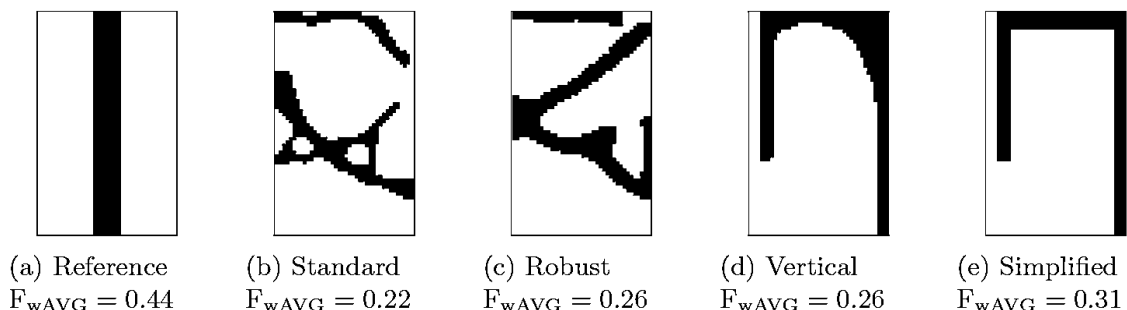 (a) Reference
F_wAVG = 0.44
(b) Standard
F_wAVG = 0.22
(c) Robust
F_wAVG = 0.26
(d) Vertical
F_wAVG = 0.26
(e) Simplified
F_wAVG = 0.31